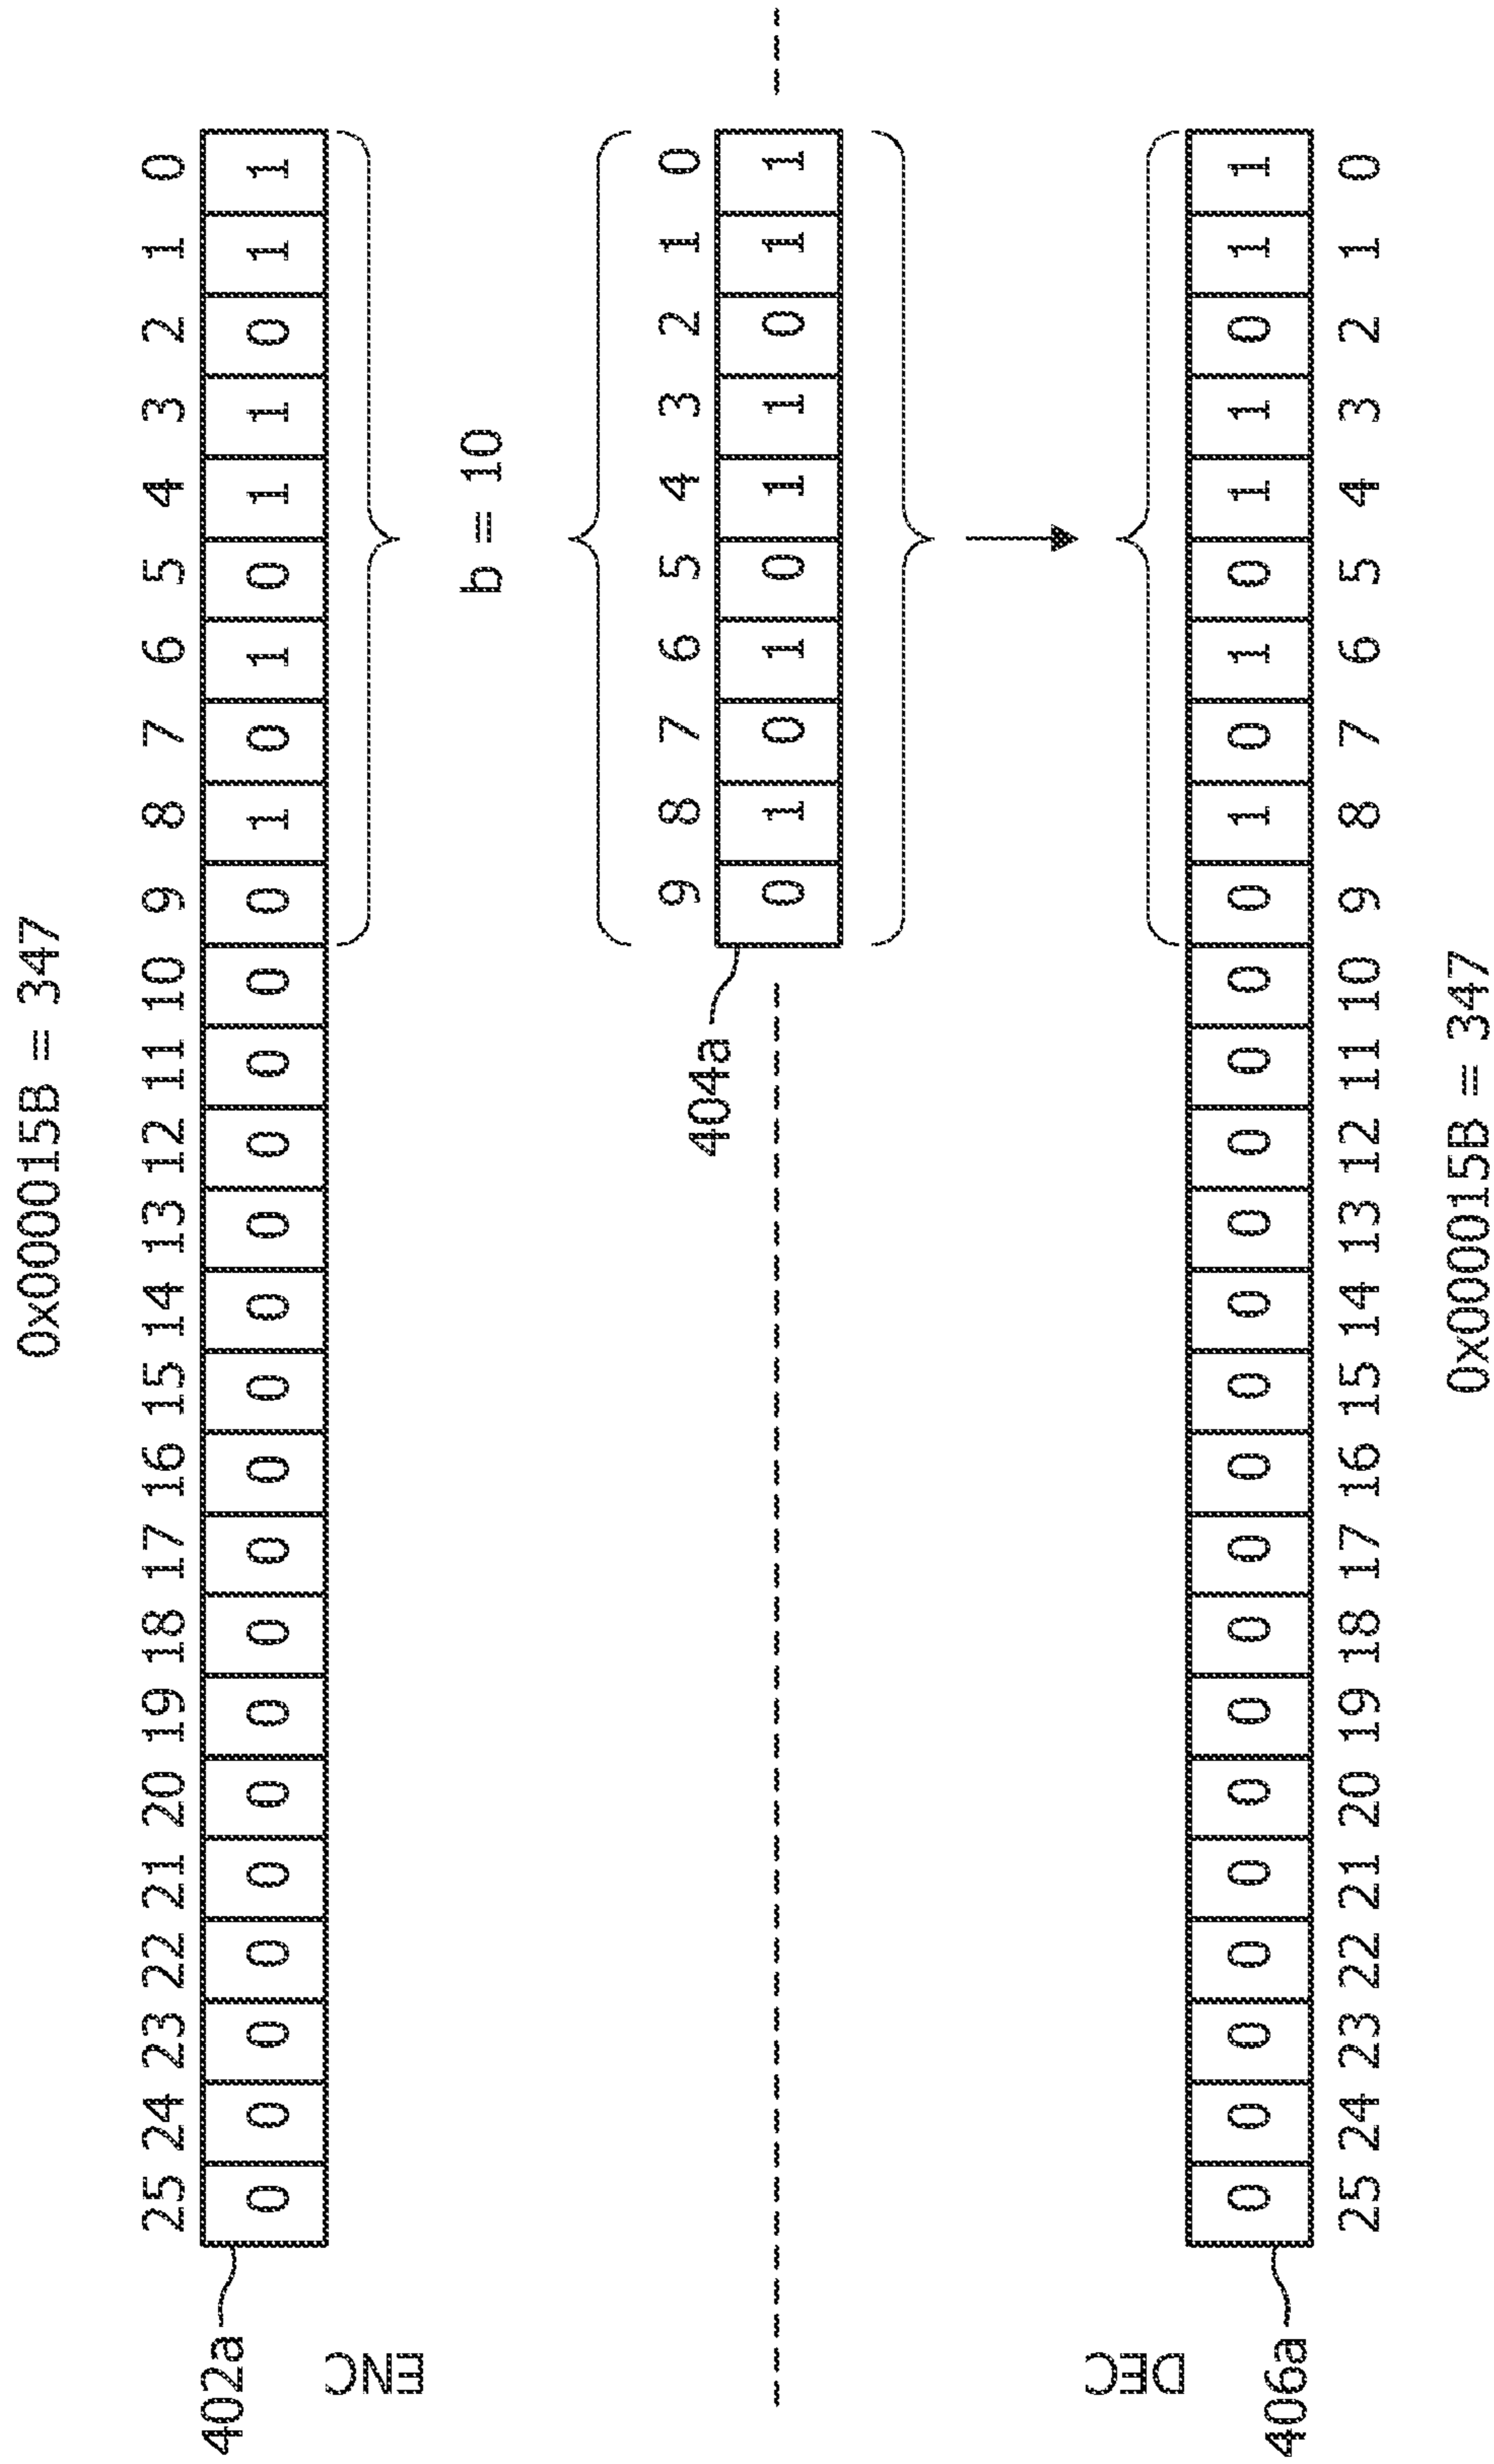 0x000015B = 347
25 24 23 22 21 20 19 18 17 16 15 14 13 12 11 10 9 8 7 6 5 4 3 2 1 0
402a 0 0 0 0 0 0 0 0 0 0 0 0 0 0 0 0 0 1 0 1 0 1 1 0 1 1
ENC
b = 10
9 8 7 6 5 4 3 2 1 0
404a 0 1 0 1 0 1 1 0 1 1
DEC
406a 0 0 0 0 0 0 0 0 0 0 0 0 0 0 0 0 0 1 0 1 0 1 1 0 1 1
25 24 23 22 21 20 19 18 17 16 15 14 13 12 11 10 9 8 7 6 5 4 3 2 1 0
0x000015B = 347